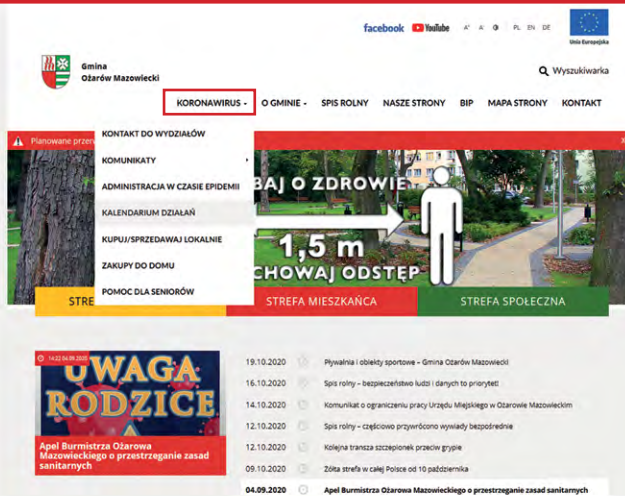 facebook YouTube A+ A PL EN DE
Unia Europejska
Gmina
Ożarów Mazowiecki
Wyszukiwarka
KORONAWIRUS O GMINIE SPIS ROLNY NASZE STRONY BIP MAPA STRONY KONTAKT
Planowane przerw
X
KONTAKT DO WYDZIAŁÓW
KOMUNIKATY
ADMINISTRACJA W CZASIE EPIDEMII
KALENDARIUM DZIAŁAŃ
KUPUJ/SPRZEDAWAJ LOKALNIE
ZAKUPY DO DOMU
POMOC DLA SENIORÓW
BAJ O ZDROWIE
1,5 m
CHOWAJ ODSTĘP
STRE
STREFA MIESZKAŃCA
STREFA SPOŁECZNA
14:22 04.09.2020
UWAGA
RODZICE
Apel Burmistrza Ożarowa
Mazowieckiego o przestrzeganie zasad
sanitarnych
19.10.2020 Pływalnia i obiekty sportowe – Gmina Ożarów Mazowiecki
16.10.2020 Spis rolny – bezpieczeństwo ludzi i danych to priorytet!
14.10.2020 Komunikat o ograniczeniu pracy Urzędu Miejskiego w Ożarowie Mazowieckim
12.10.2020 Spis rolny – częściowo przywrócono wywiady bezpośrednie
12.10.2020 Kolejna transza szczepionek przeciw grypie
09.10.2020 Żółta strefa w całej Polsce od 10 października
04.09.2020 Apel Burmistrza Ożarowa Mazowieckiego o przestrzeganie zasad sanitarnych